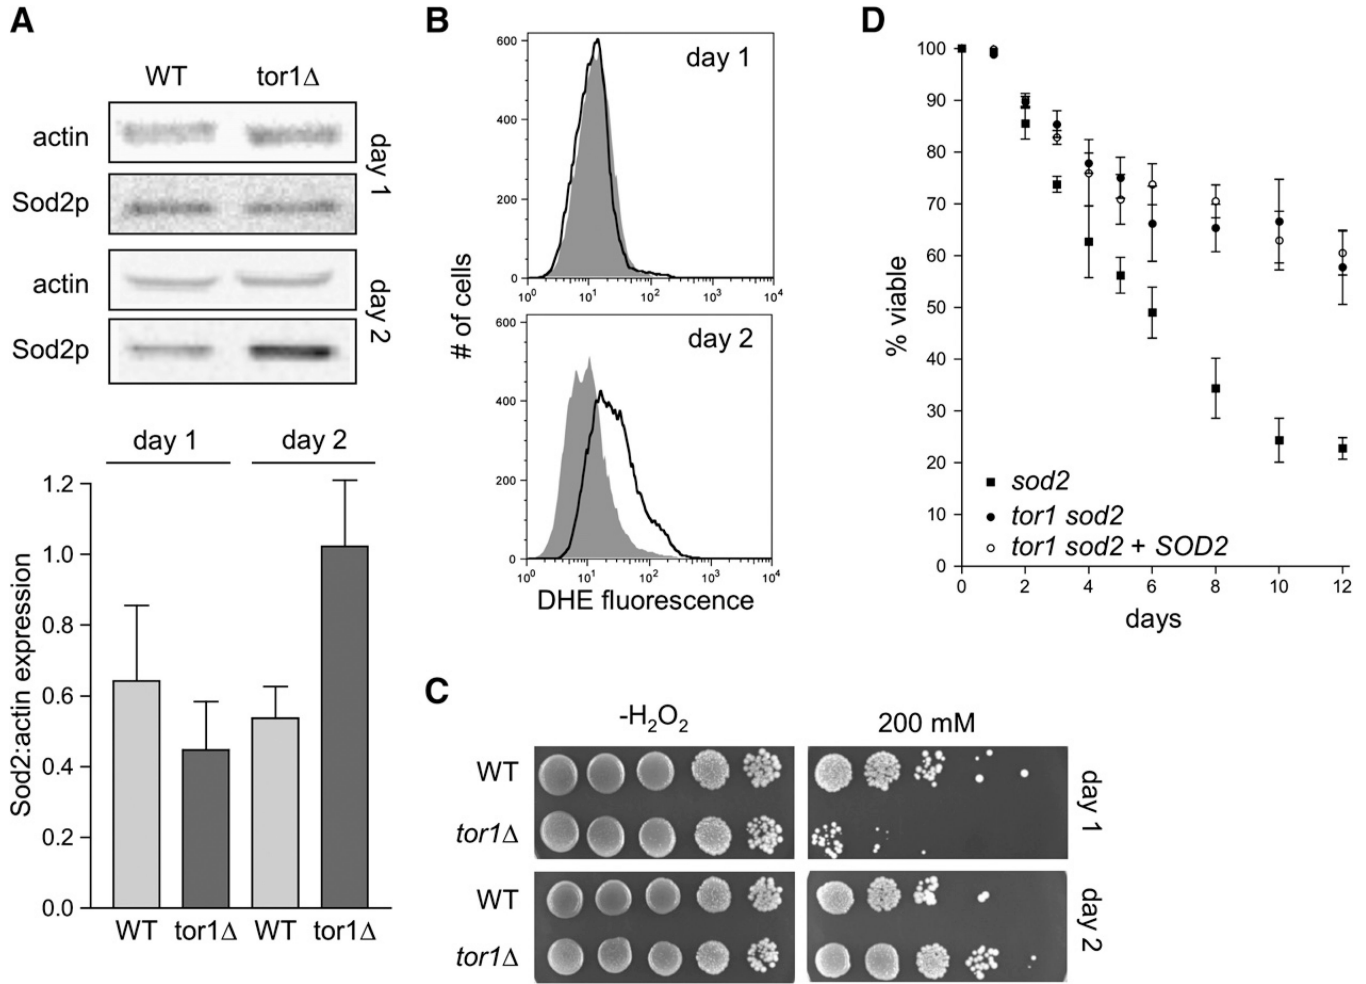 A
WT tor1Δ
actin
Sod2p
day 1
actin
Sod2p
day 2
day 1 day 2
Sod2:actin expression
1.2
1.0
0.8
0.6
0.4
0.2
0.0
WT tor1Δ WT tor1Δ
B
# of cells
day 1
600
400
200
0
10⁰ 10¹ 10² 10³ 10⁴
day 2
600
400
200
0
10⁰ 10¹ 10² 10³ 10⁴
DHE fluorescence
C
-H₂O₂ 200 mM
WT
tor1Δ
day 1
WT
tor1Δ
day 2
D
% viable
100
90
80
70
60
50
40
30
20
10
0
sod2
tor1 sod2
tor1 sod2 + SOD2
0 2 4 6 8 10 12
days